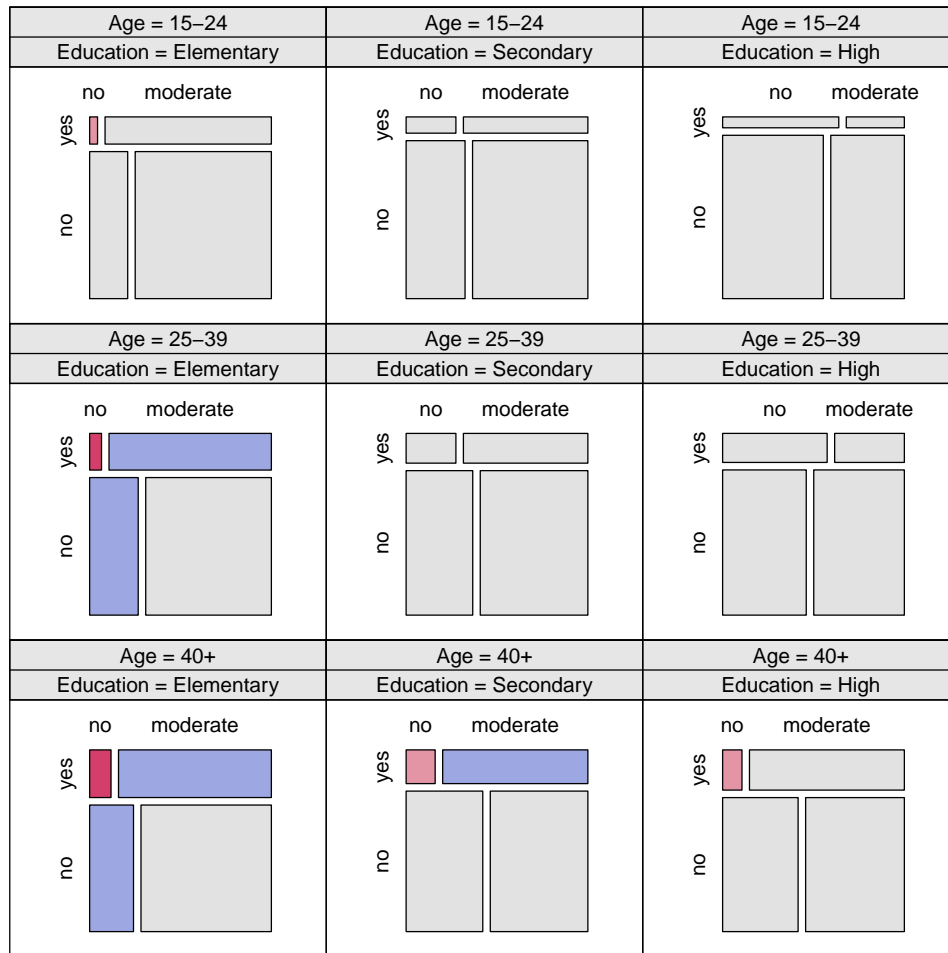 Age = 15–24
Education = Elementary
no moderate
yes
no
Age = 15–24
Education = Secondary
no moderate
yes
no
Age = 15–24
Education = High
no moderate
yes
no
Age = 25–39
Education = Elementary
no moderate
yes
no
Age = 25–39
Education = Secondary
no moderate
yes
no
Age = 25–39
Education = High
no moderate
yes
no
Age = 40+
Education = Elementary
no moderate
yes
no
Age = 40+
Education = Secondary
no moderate
yes
no
Age = 40+
Education = High
no moderate
yes
no